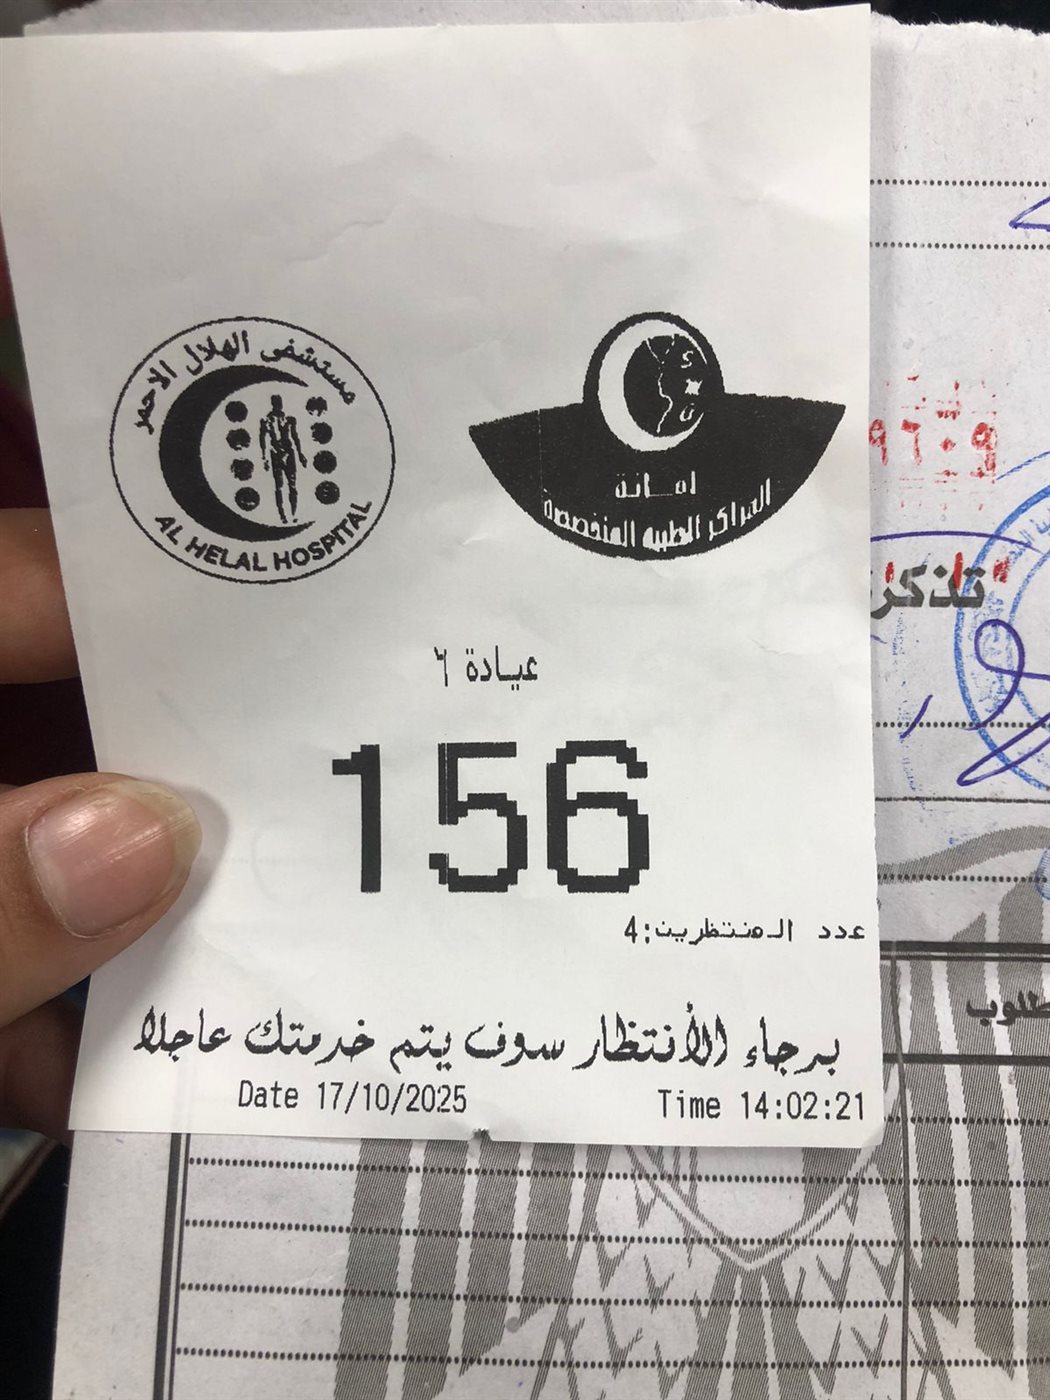 مستشفى الهلال الاحمر
AL HELAL HOSPITAL
امانة
المراكز الطبية المتخصصة
عيادة ٦
156
عدد المنتظرين:4
برجاء الأنتظار سوف يتم خدمتك عاجلا
Date 17/10/2025 Time 14:02:21
٩٦٠٩